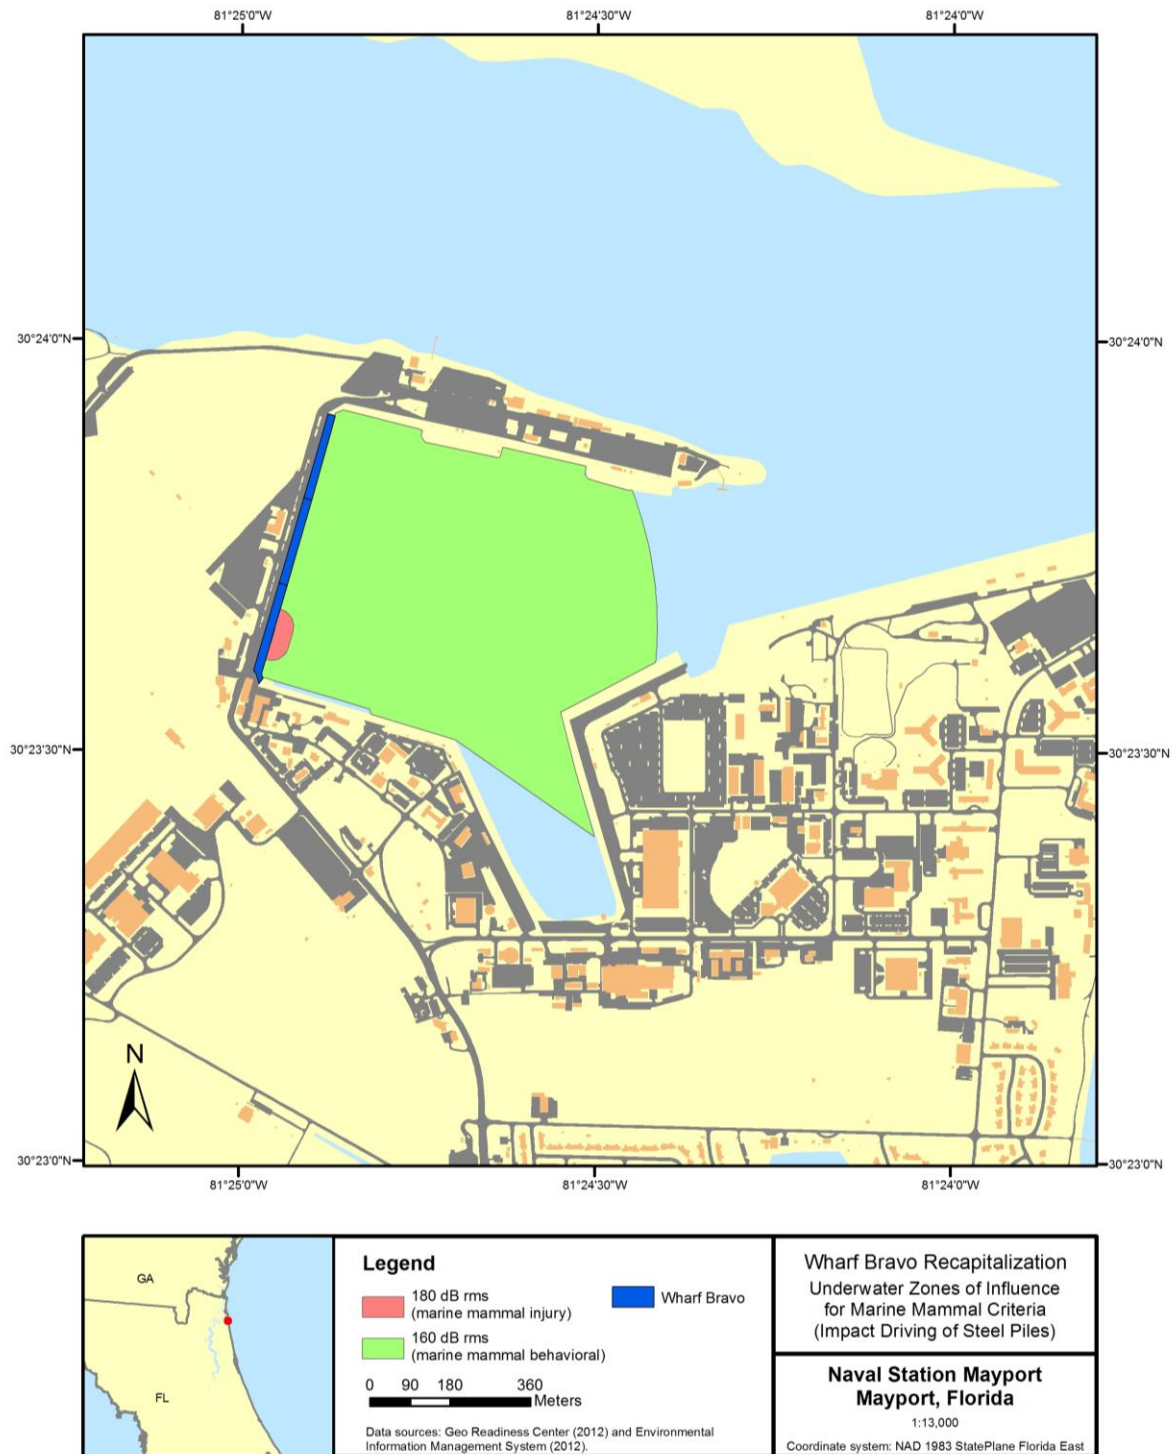 81°25'0"W 81°24'30"W 81°24'0"W
30°24'0"N 30°24'0"N
30°23'30"N 30°23'30"N
N
30°23'0"N 30°23'0"N
81°25'0"W 81°24'30"W 81°24'0"W
GA
FL
Legend
180 dB rms
(marine mammal injury)
Wharf Bravo
160 dB rms
(marine mammal behavioral)
0 90 180 360
Meters
Data sources: Geo Readiness Center (2012) and Environmental
Information Management System (2012).
Wharf Bravo Recapitalization
Underwater Zones of Influence
for Marine Mammal Criteria
(Impact Driving of Steel Piles)
Naval Station Mayport
Mayport, Florida
1:13,000
Coordinate system: NAD 1983 StatePlane Florida East